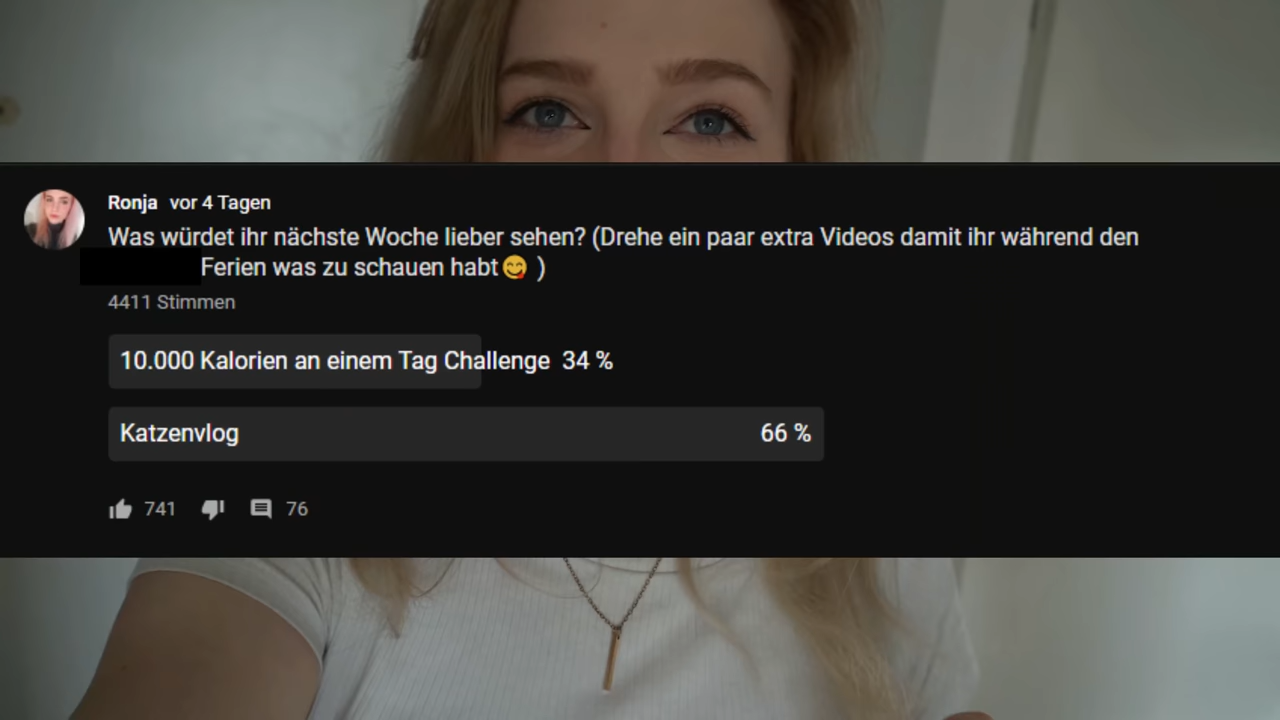 Ronja vor 4 Tagen
Was würdet ihr nächste Woche lieber sehen? (Drehe ein paar extra Videos damit ihr während den
Ferien was zu schauen habt😋 )
4411 Stimmen
10.000 Kalorien an einem Tag Challenge 34 %
Katzenvlog 66 %
741 76